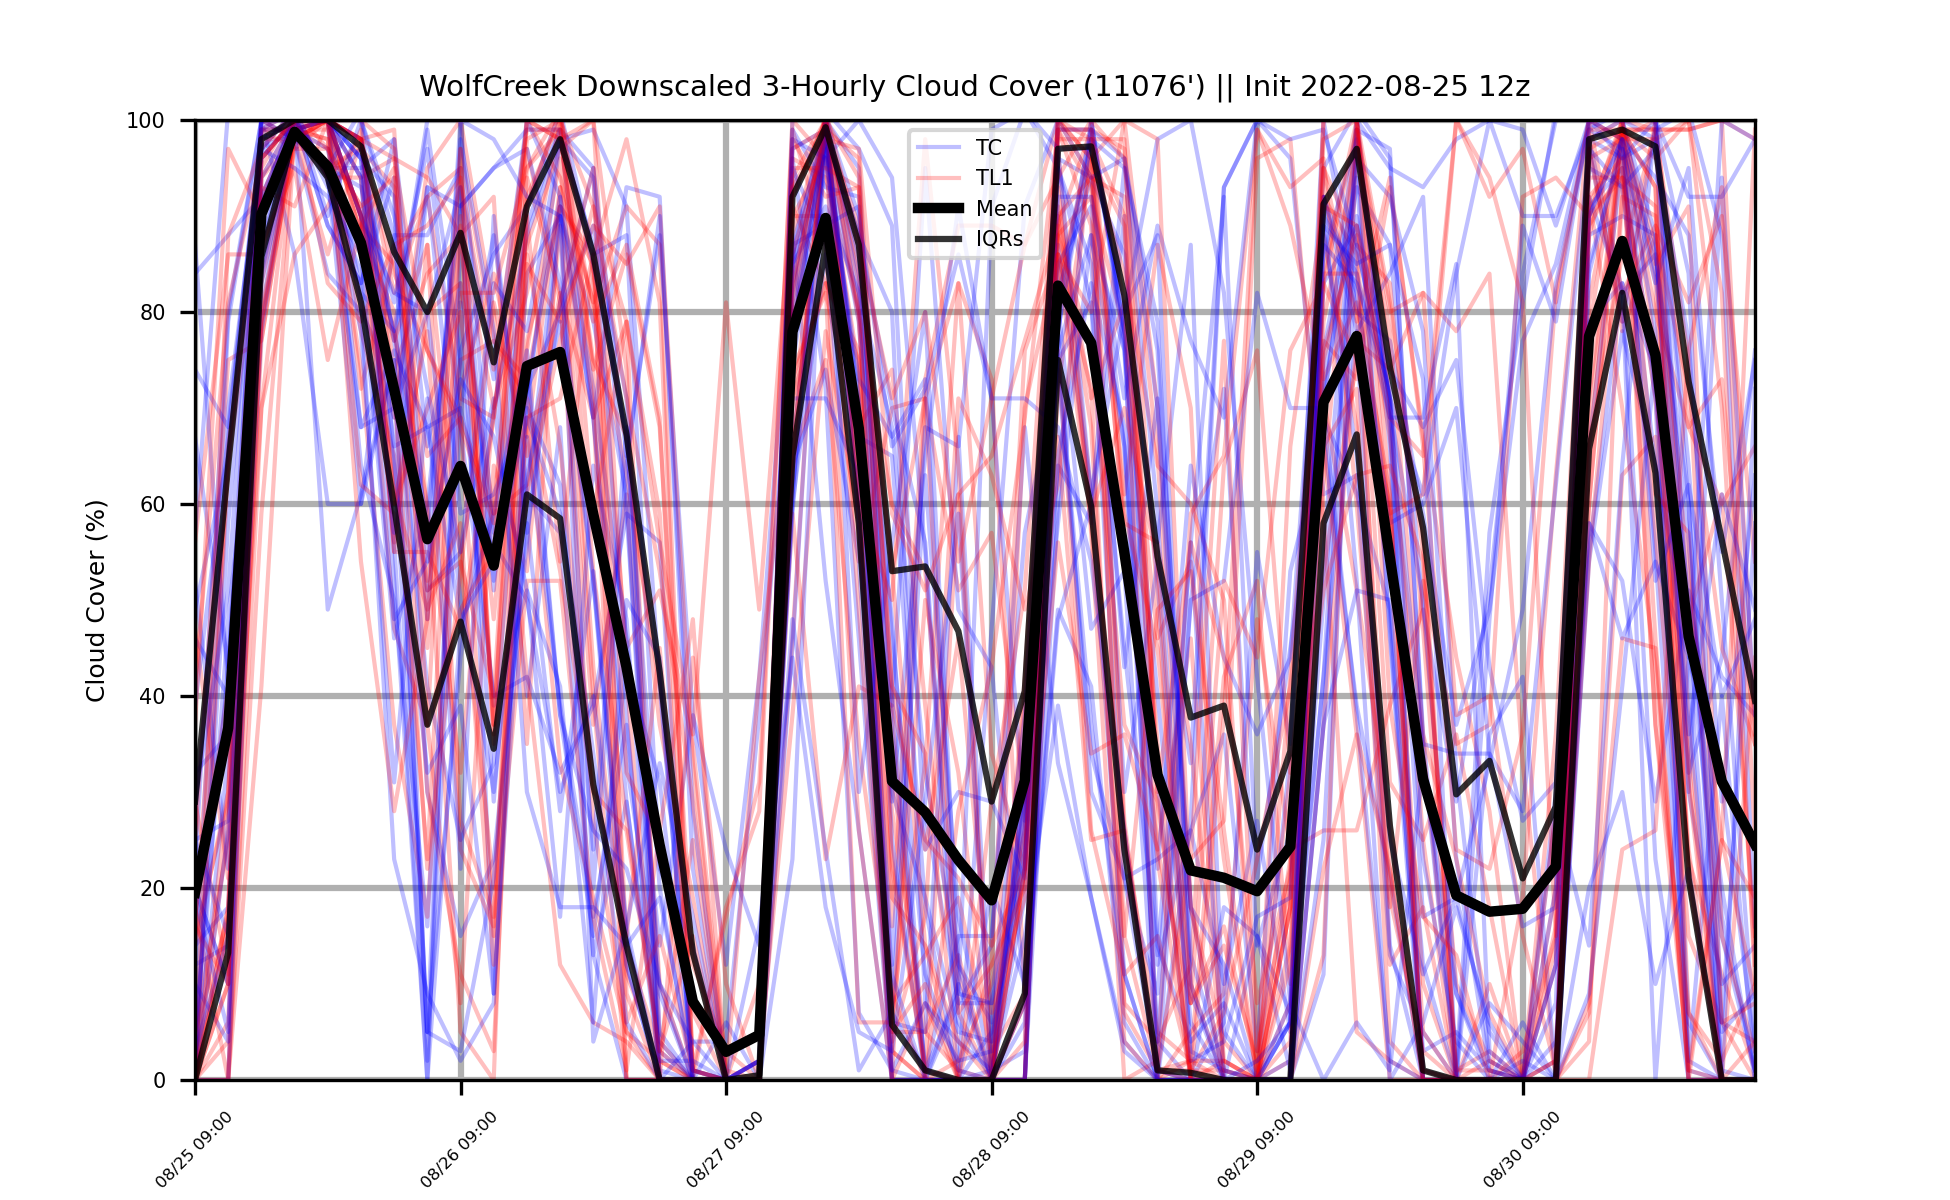 WolfCreek Downscaled 3-Hourly Cloud Cover (11076') || Init 2022-08-25 12z
Cloud Cover (%)
100
80
60
40
20
0
TC
TL1
Mean
IQRs
08/25 09:00
08/26 09:00
08/27 09:00
08/28 09:00
08/29 09:00
08/30 09:00